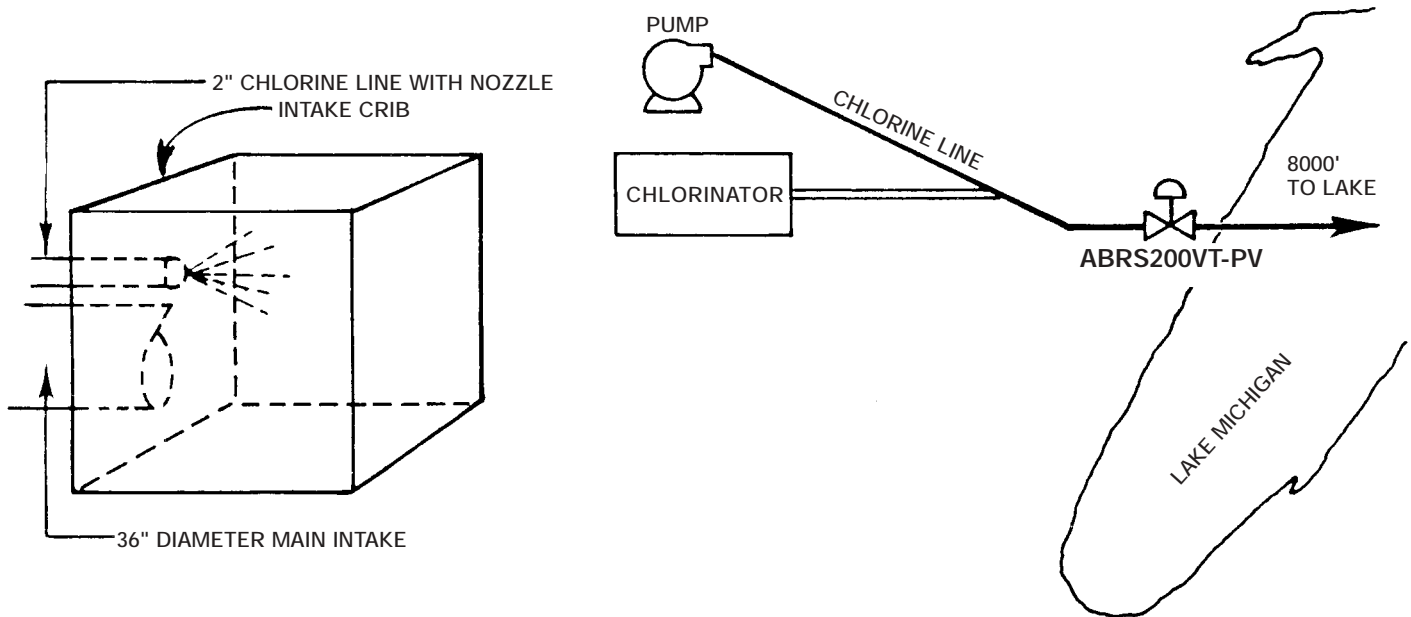 2" CHLORINE LINE WITH NOZZLE
INTAKE CRIB
36" DIAMETER MAIN INTAKE
PUMP
CHLORINE LINE
CHLORINATOR
8000'
TO LAKE
ABRS200VT-PV
LAKE MICHIGAN